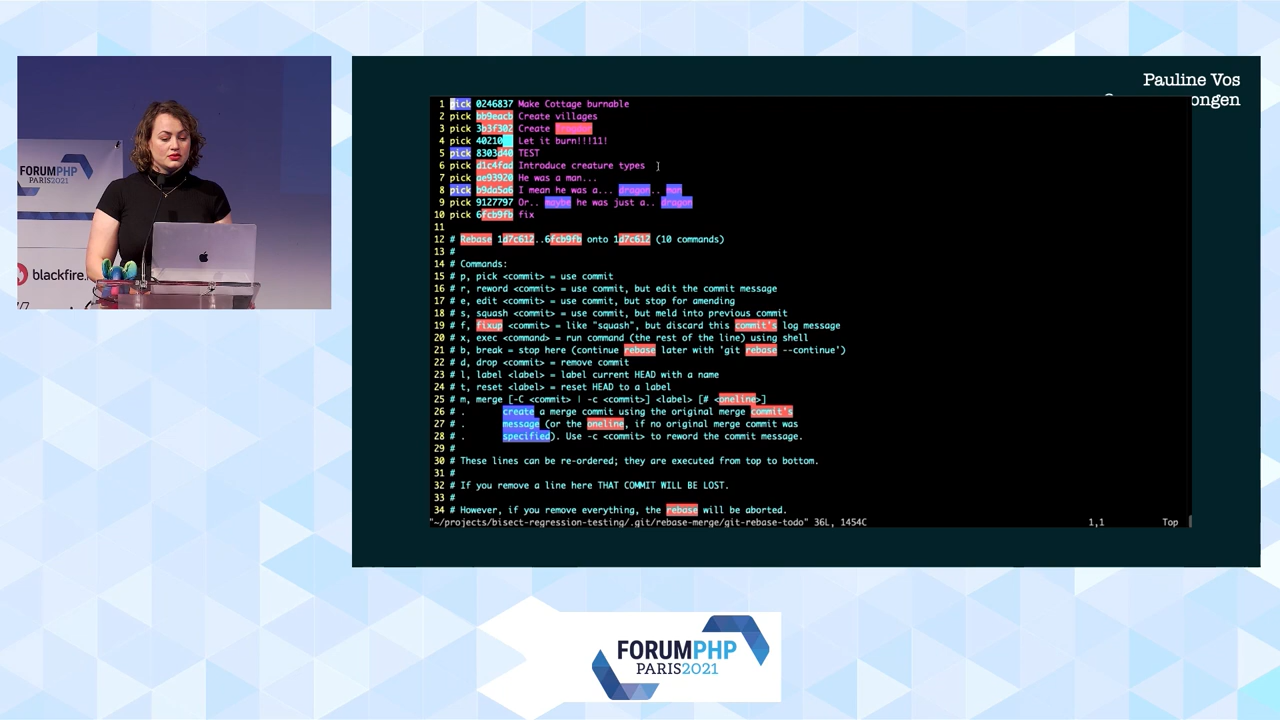 FORUMPHP
PARIS2021
blackfire.
Pauline Vos
ongen
1 pick 0246837 Make Cottage burnable
2 pick bb9eacb Create villages
3 pick 3b3f302 Create
4 pick 40210 Let it burn!!!11!
5 pick 8303d40 TEST
6 pick d1c4fad Introduce creature types
7 pick ae93920 He was a man...
8 pick b9da5a6 I mean he was a... dragon.. man
9 pick 9127797 Or.. maybe he was just a.. dragon
10 pick 6fcb9fb fix
11
12 # Rebase 1d7c612..6fcb9fb onto 1d7c612 (10 commands)
13 #
14 # Commands:
15 # p, pick <commit> = use commit
16 # r, reword <commit> = use commit, but edit the commit message
17 # e, edit <commit> = use commit, but stop for amending
18 # s, squash <commit> = use commit, but meld into previous commit
19 # f, fixup <commit> = like "squash", but discard this commit's log message
20 # x, exec <command> = run command (the rest of the line) using shell
21 # b, break = stop here (continue rebase later with 'git rebase --continue')
22 # d, drop <commit> = remove commit
23 # l, label <label> = label current HEAD with a name
24 # t, reset <label> = reset HEAD to a label
25 # m, merge [-C <commit> | -c <commit>] <label> [# <oneline>]
26 # . create a merge commit using the original merge commit's
27 # . message (or the oneline, if no original merge commit was
28 # . specified). Use -c <commit> to reword the commit message.
29 #
30 # These lines can be re-ordered; they are executed from top to bottom.
31 #
32 # If you remove a line here THAT COMMIT WILL BE LOST.
33 #
34 # However, if you remove everything, the rebase will be aborted.
"~/projects/bisect-regression-testing/.git/rebase-merge/git-rebase-todo" 36L, 1454C 1,1 Top
FORUMPHP
PARIS2021